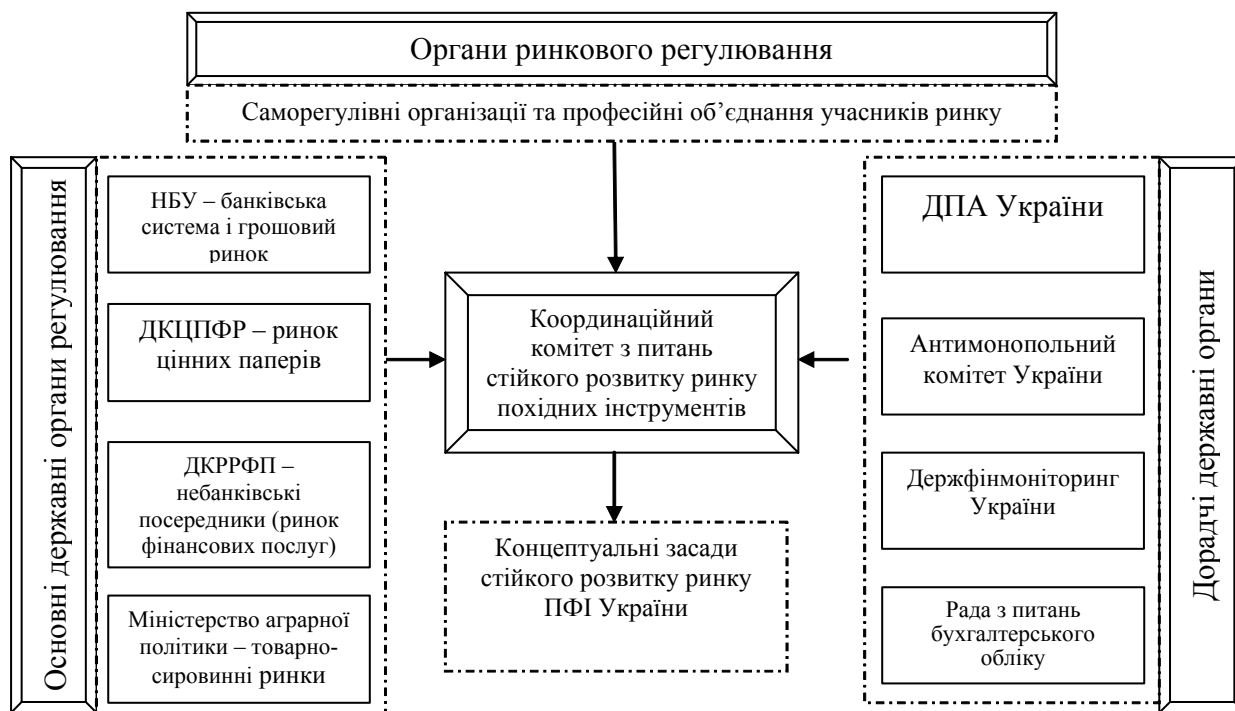 Органи ринкового регулювання
Саморегулівні організації та професійні об’єднання учасників ринку
Основні державні органи регулювання
НБУ – банківська
система і грошовий
ринок
ДКЦПФР – ринок
цінних паперів
ДКРРФП –
небанківські
посередники (ринок
фінансових послуг)
Міністерство аграрної
політики – товарно-
сировинні ринки
Координаційний
комітет з питань
стійкого розвитку ринку
похідних інструментів
Концептуальні засади
стійкого розвитку ринку
ПФІ України
ДПА України
Антимонопольний
комітет України
Держфінмоніторинг
України
Рада з питань
бухгалтерського
обліку
Дорадчі державні органи